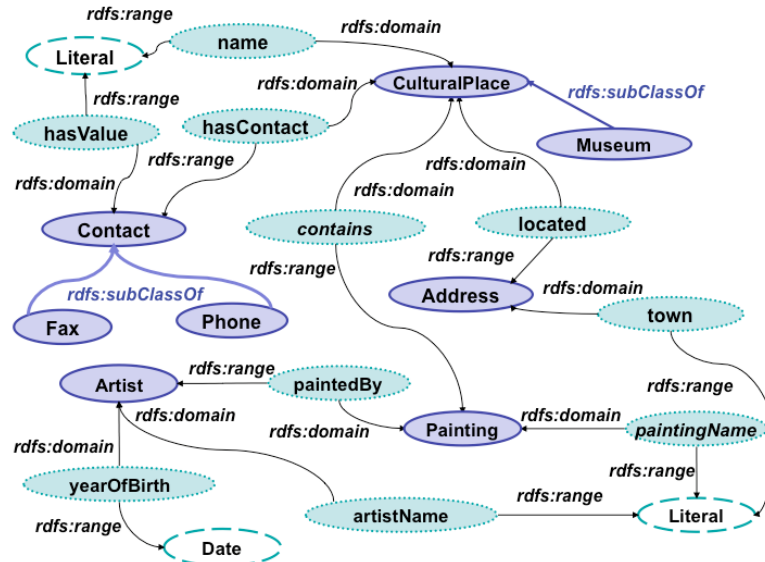 rdfs:range
name
rdfs:domain
Literal
rdfs:domain
CulturalPlace
rdfs:subClassOf
rdfs:range
hasValue
hasContact
Museum
rdfs:range
rdfs:domain
rdfs:domain
rdfs:domain
Contact
contains
located
rdfs:range
rdfs:range
rdfs:subClassOf
Address
rdfs:domain
Fax
Phone
town
rdfs:range
Artist
paintedBy
rdfs:range
rdfs:domain
rdfs:domain
Painting
rdfs:domain
paintingName
rdfs:domain
yearOfBirth
rdfs:range
rdfs:range
artistName
rdfs:range
Literal
Date